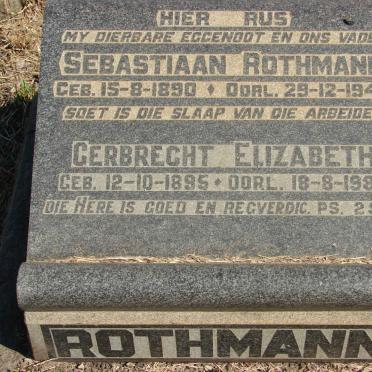 HIER RUS
MY DIERBARE EGGENOOT EN ONS VADE
SEBASTIAAN ROTHMANN
GEB. 15-8-1890 • OORL. 29-12-194
SOET IS DIE SLAAP VAN DIE ARBEIDE
GERBRECHT ELIZABETH
GEB. 12-10-1895 • OORL. 18-8-198
DIE HERE IS GOED EN REGVERDIG. PS. 25
ROTHMANN